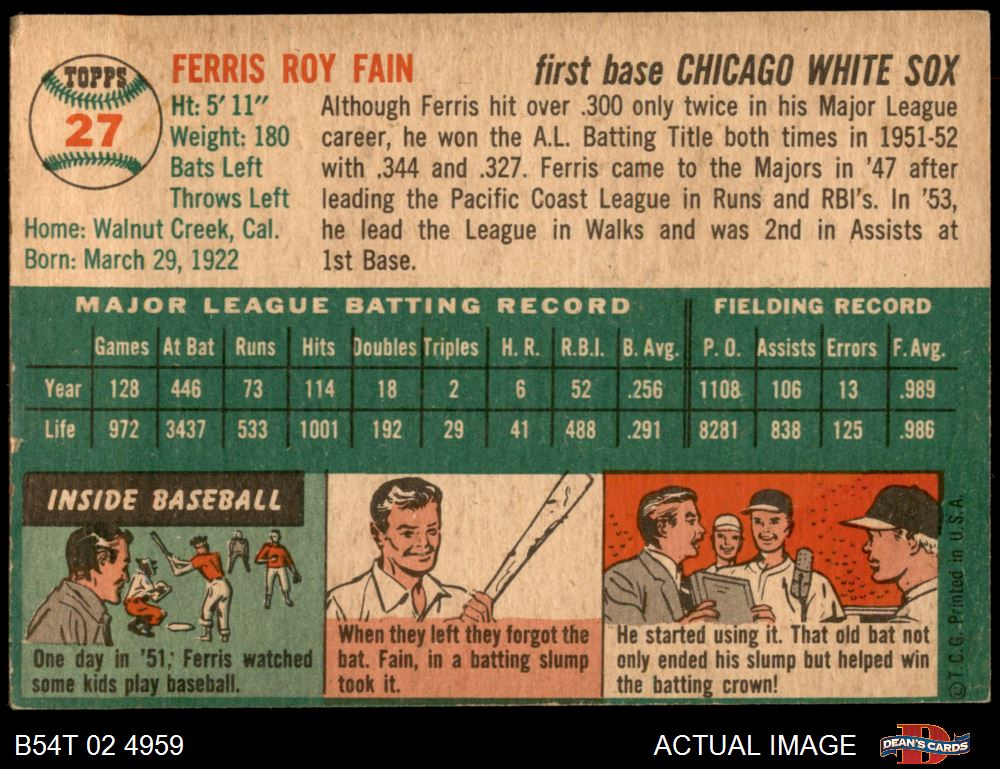 TOPPS
27
FERRIS ROY FAIN
first base CHICAGO WHITE SOX
Ht: 5' 11"
Weight: 180
Bats Left
Throws Left
Home: Walnut Creek, Cal.
Born: March 29, 1922
Although Ferris hit over .300 only twice in his Major League
career, he won the A.L. Batting Title both times in 1951-52
with .344 and .327. Ferris came to the Majors in '47 after
leading the Pacific Coast League in Runs and RBI's. In '53,
he lead the League in Walks and was 2nd in Assists at
1st Base.
MAJOR LEAGUE BATTING RECORD FIELDING RECORD
Games At Bat Runs Hits Doubles Triples H. R. R.B.I. B. Avg. P. O. Assists Errors F. Avg.
Year 128 446 73 114 18 2 6 52 .256 1108 106 13 .989
Life 972 3437 533 1001 192 29 41 488 .291 8281 838 125 .986
INSIDE BASEBALL
One day in '51, Ferris watched
some kids play baseball.
When they left they forgot the
bat. Fain, in a batting slump
took it.
He started using it. That old bat not
only ended his slump but helped win
the batting crown!
© T. C. G. Printed in U. S. A.
B54T 02 4959
ACTUAL IMAGE
B
DEAN'S CARDS